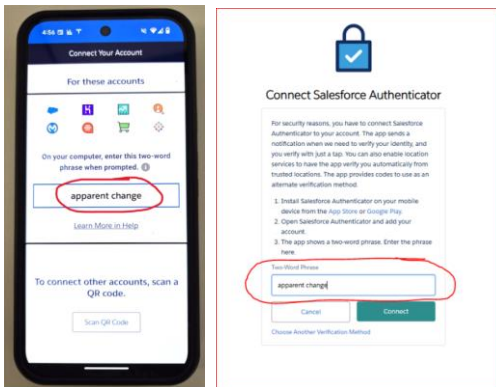 4:56
Connect Your Account
For these accounts
On your computer, enter this two-word
phrase when prompted.
apparent change
Learn More in Help
To connect other accounts, scan a
QR code.
Scan QR Code
Connect Salesforce Authenticator
For security reasons, you have to connect Salesforce
Authenticator to your account. The app sends a
notification when we need to verify your identity, and
you verify with just a tap. You can also enable location
services to have the app verify you automatically from
trusted locations. The app provides codes to use as an
alternate verification method.
1. Install Salesforce Authenticator on your mobile
device from the App Store or Google Play.
2. Open Salesforce Authenticator and add your
account.
3. The app shows a two-word phrase. Enter the phrase
here.
Two-Word Phrase
apparent change
Cancel
Connect
Choose Another Verification Method